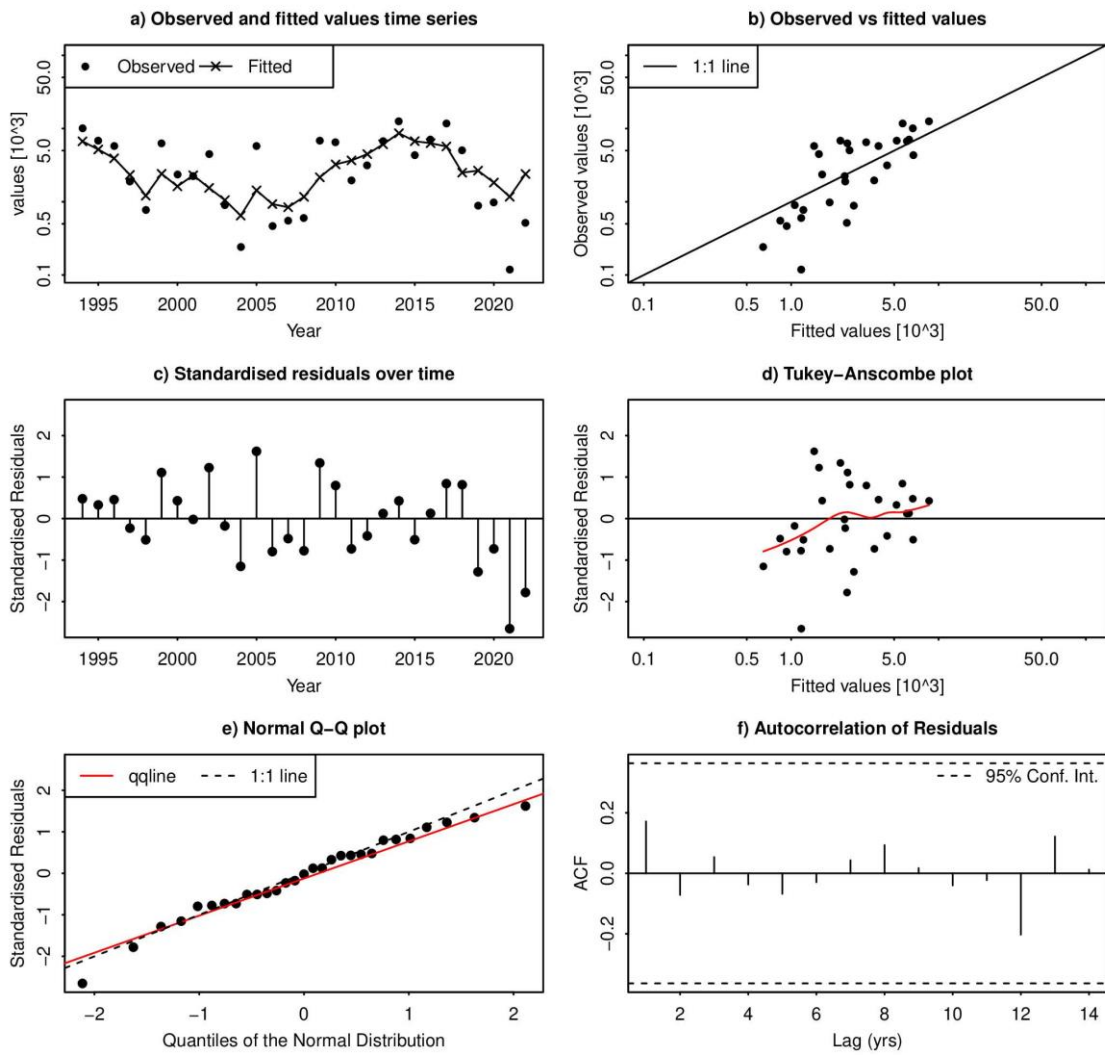 a) Observed and fitted values time series
values [10^3]
50.0
5.0
0.5
0.1
Observed Fitted
1995 2000 2005 2010 2015 2020
Year
b) Observed vs fitted values
Observed values [10^3]
50.0
5.0
0.5
0.1
1:1 line
0.1 0.5 1.0 5.0 50.0
Fitted values [10^3]
c) Standardised residuals over time
Standardised Residuals
2
1
0
−1
−2
1995 2000 2005 2010 2015 2020
Year
d) Tukey−Anscombe plot
Standardised Residuals
2
1
0
−1
−2
0.1 0.5 1.0 5.0 50.0
Fitted values [10^3]
e) Normal Q−Q plot
Standardised Residuals
2
1
0
−1
−2
qqline 1:1 line
−2 −1 0 1 2
Quantiles of the Normal Distribution
f) Autocorrelation of Residuals
ACF
0.2
0.0
−0.2
95% Conf. Int.
2 4 6 8 10 12 14
Lag (yrs)